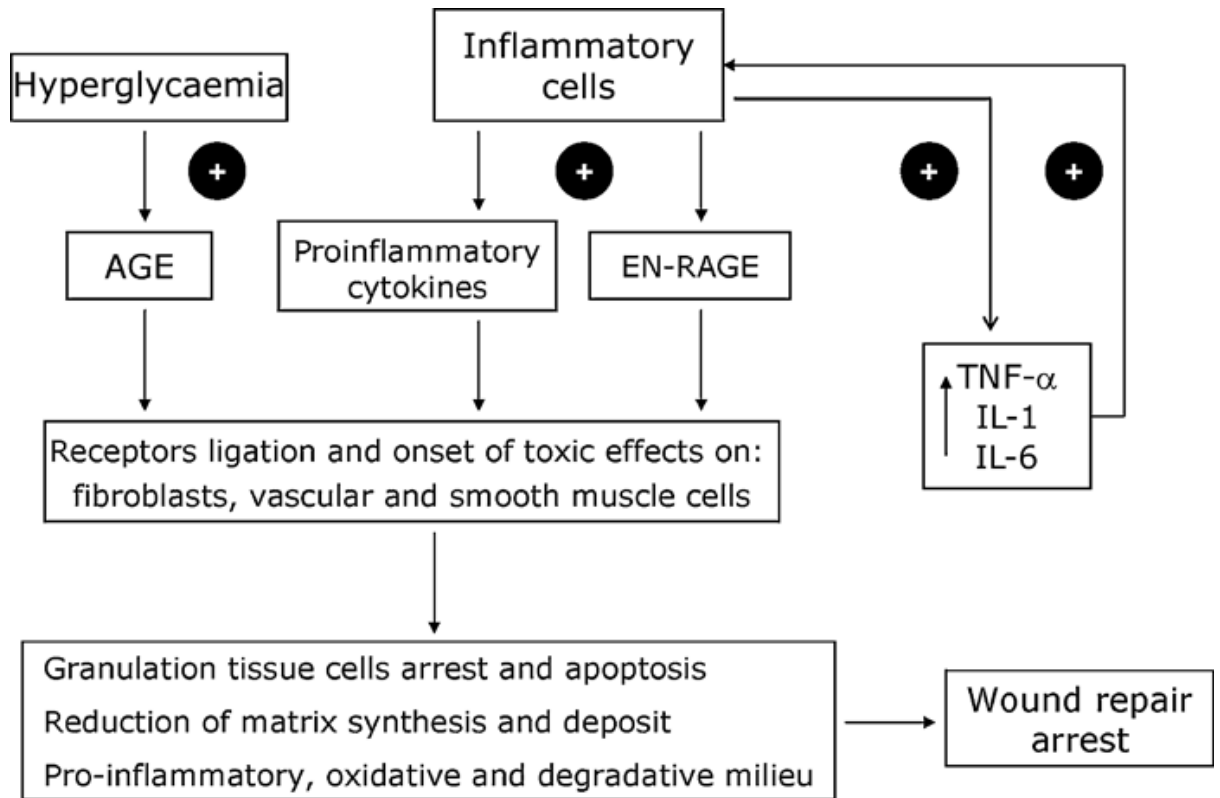 Hyperglycaemia
Inflammatory
cells
+
+
+
+
AGE
Proinflammatory
cytokines
EN-RAGE
TNF-α
IL-1
IL-6
Receptors ligation and onset of toxic effects on:
fibroblasts, vascular and smooth muscle cells
Granulation tissue cells arrest and apoptosis
Reduction of matrix synthesis and deposit
Pro-inflammatory, oxidative and degradative milieu
Wound repair
arrest